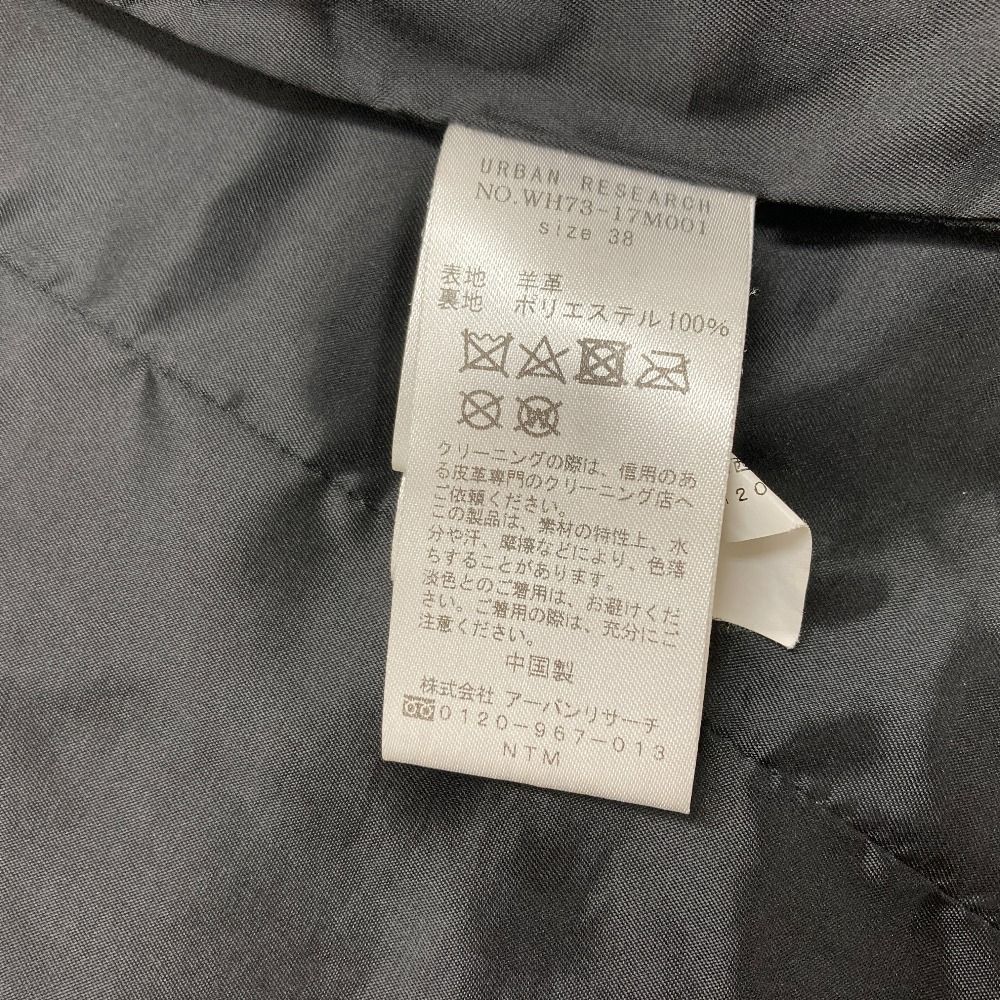 URBAN RESEARCH
NO.WH73-17M001
size 38
表地 羊革
裏地 ポリエステル100%
クリーニングの際は、信用のあ
る皮革専門のクリーニング店へ
ご依頼ください。
この製品は、素材の特性上、水
分や汗、摩擦などにより、色落
ちすることがあります。
淡色とのご着用は、お避けくだ
さい。ご着用の際は、充分にご
注意ください。
中国製
株式会社 アーバンリサーチ
0120-967-013
NTM
20